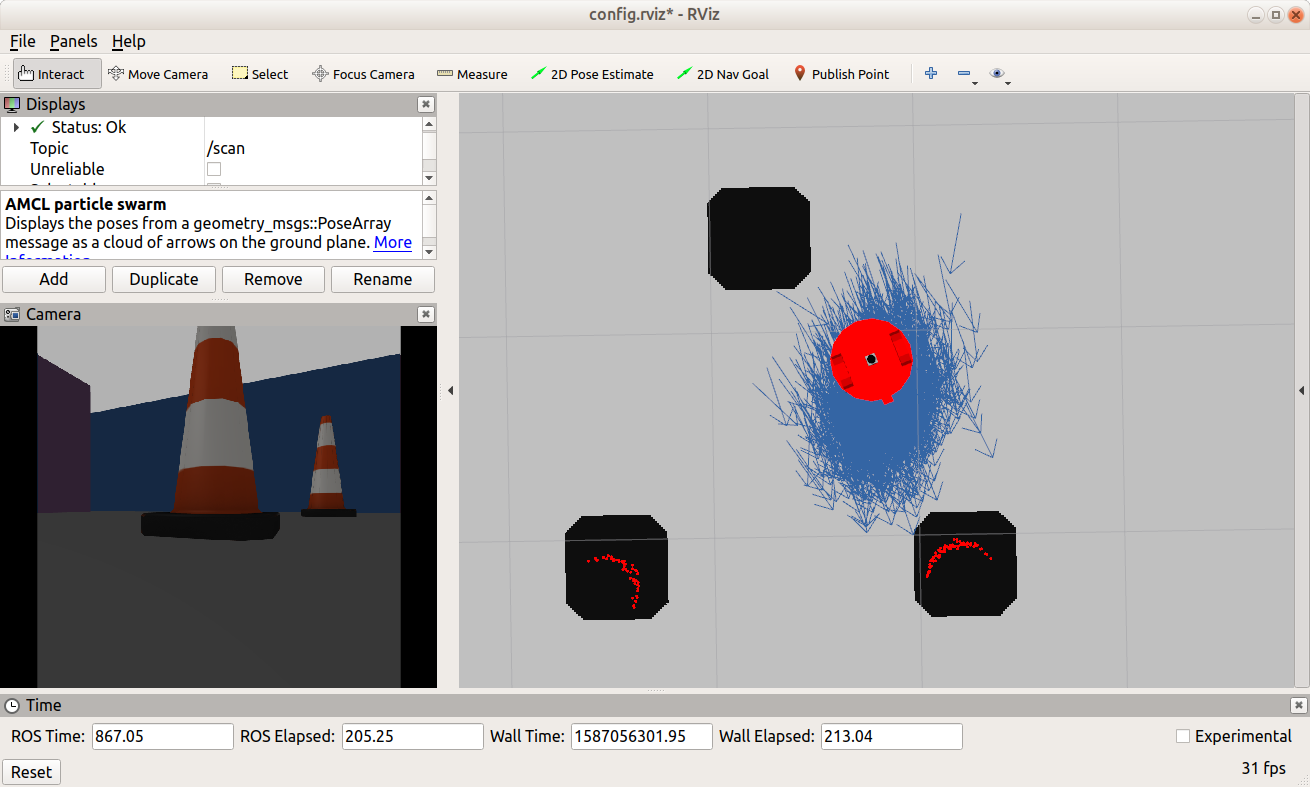 config.rviz* - RViz
File Panels Help
Interact Move Camera Select Focus Camera Measure 2D Pose Estimate 2D Nav Goal Publish Point
Displays
Status: Ok
Topic /scan
Unreliable
AMCL particle swarm
Displays the poses from a geometry_msgs::PoseArray
message as a cloud of arrows on the ground plane. More
Information.
Add Duplicate Remove Rename
Camera
Time
ROS Time: 867.05 ROS Elapsed: 205.25 Wall Time: 1587056301.95 Wall Elapsed: 213.04 Experimental
Reset 31 fps